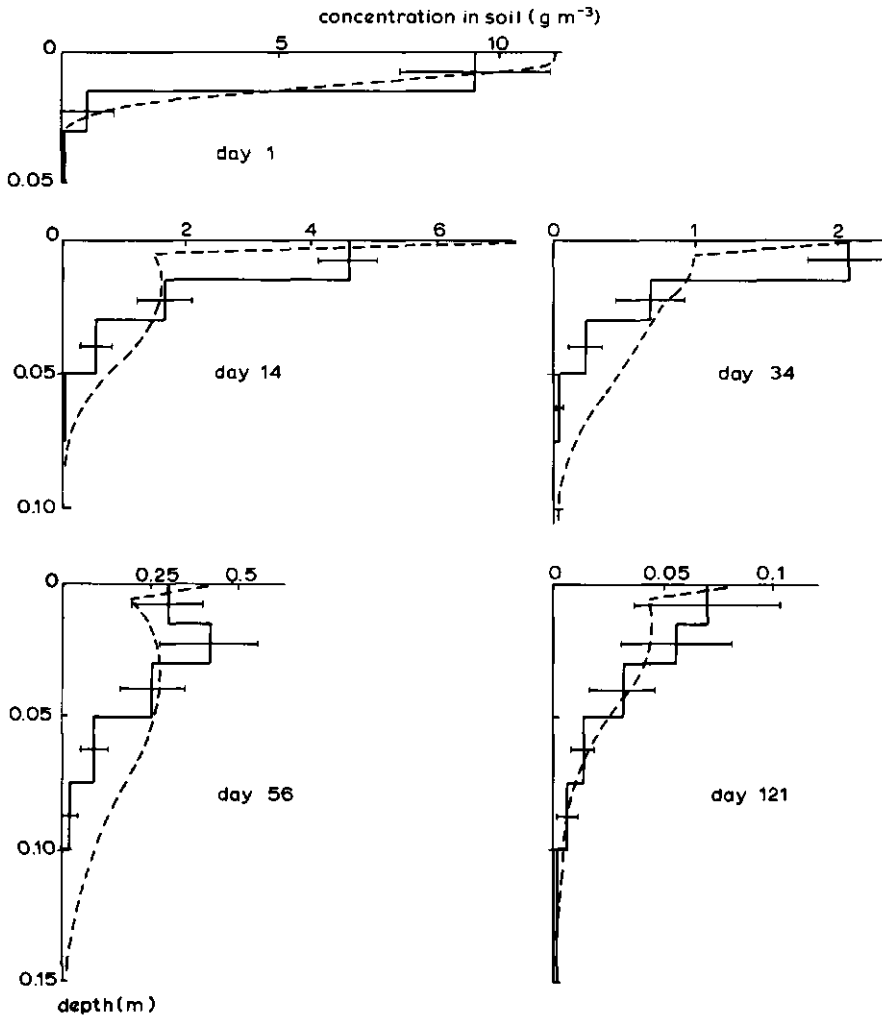 concentration in soil (g m⁻³)
0 5 10
0.05
day 1
0 2 4 6
0.05
0.10
day 14
0 1 2
day 34
0 0.25 0.5
0.05
0.10
0.15
day 56
depth (m)
0 0.05 0.1
day 121